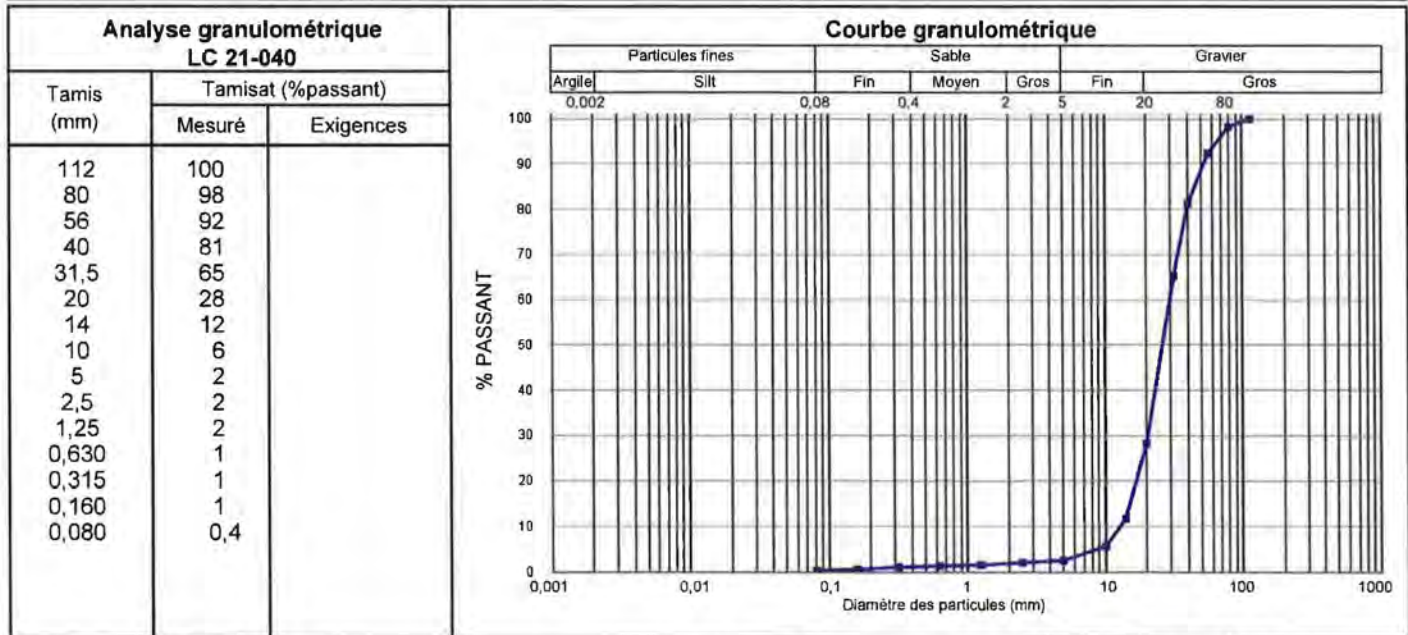 Analyse granulométrique
LC 21-040
Tamis
(mm)
Tamisat (%passant)
Mesuré Exigences
112 100
80 98
56 92
40 81
31,5 65
20 28
14 12
10 6
5 2
2,5 2
1,25 2
0,630 1
0,315 1
0,160 1
0,080 0,4
Courbe granulométrique
Particules fines Sable Gravier
Argile Silt Fin Moyen Gros Fin Gros
0.002 0.08 0.4 2 5 20 80
% PASSANT
100
90
80
70
60
50
40
30
20
10
0
0,001 0,01 0,1 1 10 100 1000
Diamètre des particules (mm)